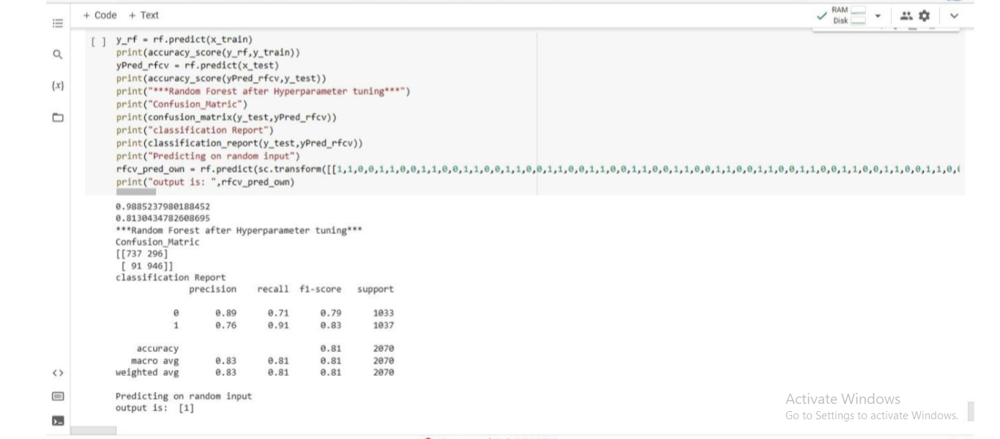 + Code + Text
RAM
Disk
[ ] y_rf = rf.predict(x_train)
print(accuracy_score(y_rf,y_train))
yPred_rfcv = rf.predict(x_test)
print(accuracy_score(yPred_rfcv,y_test))
print("***Random Forest after Hyperparameter tuning***")
print("Confusion_Matric")
print(confusion_matrix(y_test,yPred_rfcv))
print("classification Report")
print(classification_report(y_test,yPred_rfcv))
print("Predicting on random input")
rfcv_pred_own = rf.predict(sc.transform([[1,1,0,0,1,1,0,0,1,1,0,0,1,1,0,0,1,1,0,0,1,1,0,0,1,1,0,0,1,1,0,0,1,1,0,0,1,1,0,0,1,1,0,0,1,1,0,0,1,1,0,0,1,1,0,0,1,1,0,
print("output is: ",rfcv_pred_own)
0.9885237980188452
0.8130434782608695
***Random Forest after Hyperparameter tuning***
Confusion_Matric
[[737 296]
[ 91 946]]
classification Report
precision recall f1-score support
0 0.89 0.71 0.79 1033
1 0.76 0.91 0.83 1037
accuracy 0.81 2070
macro avg 0.83 0.81 0.81 2070
weighted avg 0.83 0.81 0.81 2070
Predicting on random input
output is: [1]
Activate Windows
Go to Settings to activate Windows.